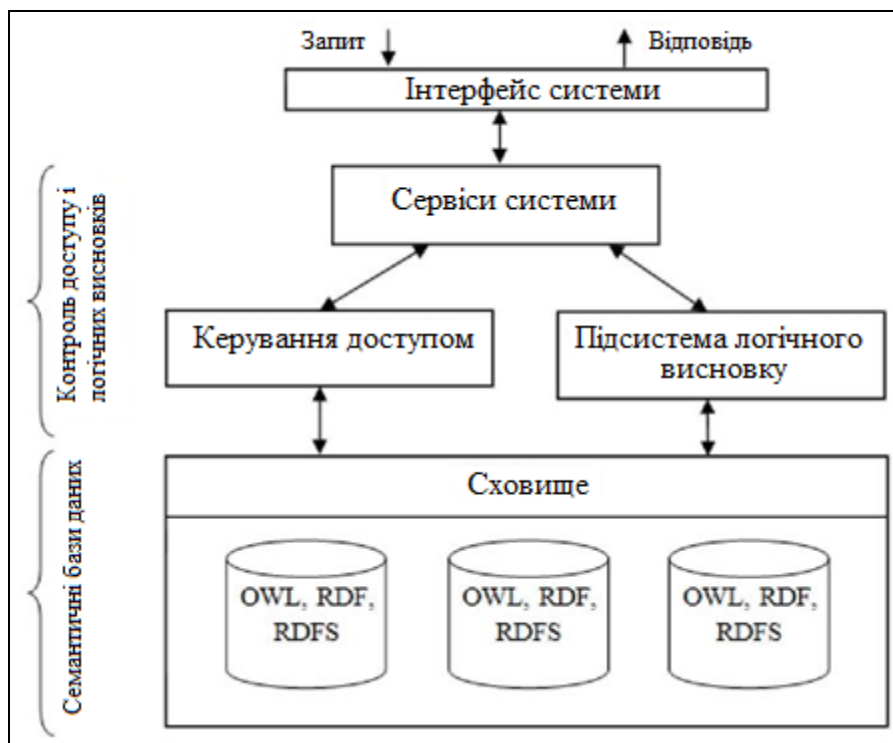 Запит
Відповідь
Інтерфейс системи
Сервіси системи
Контроль доступу і
логічних висновків
Керування доступом
Підсистема логічного
висновку
Семантичні бази даних
Сховище
OWL, RDF,
RDFS
OWL, RDF,
RDFS
OWL, RDF,
RDFS